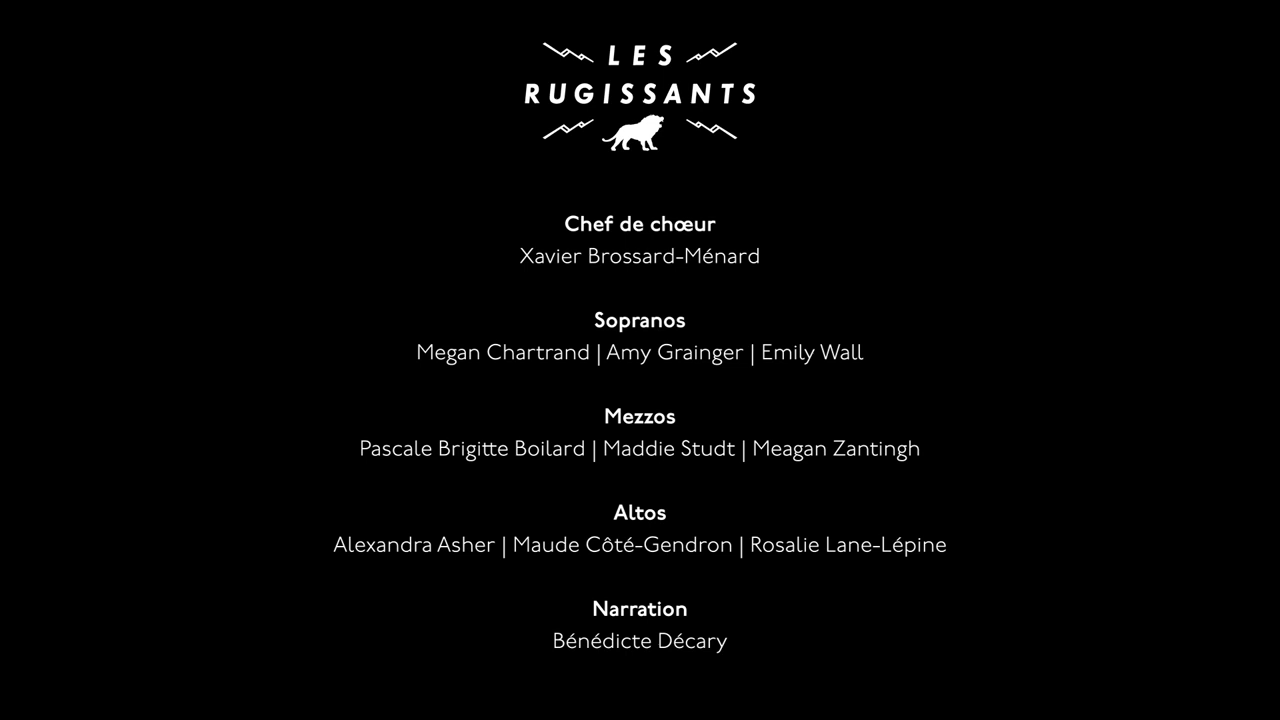 LES
RUGISSANTS
Chef de chœur
Xavier Brossard-Ménard
Sopranos
Megan Chartrand | Amy Grainger | Emily Wall
Mezzos
Pascale Brigitte Boilard | Maddie Studt | Meagan Zantingh
Altos
Alexandra Asher | Maude Côté-Gendron | Rosalie Lane-Lépine
Narration
Bénédicte Décary